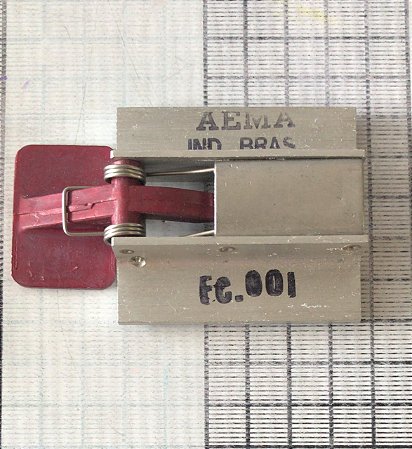 AEMA
IND. BRAS.
FC.001